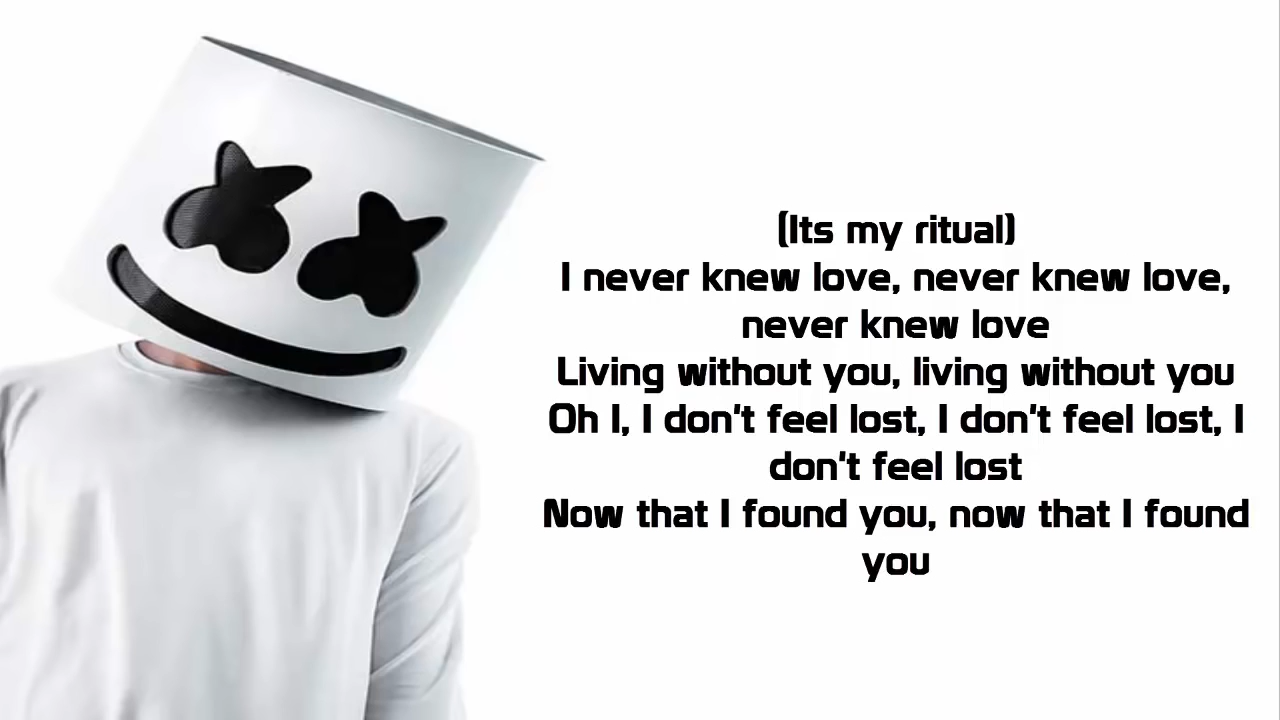 (Its my ritual)
I never knew love, never knew love,
never knew love
Living without you, living without you
Oh I, I don't feel lost, I don't feel lost, I
don't feel lost
Now that I found you, now that I found
you